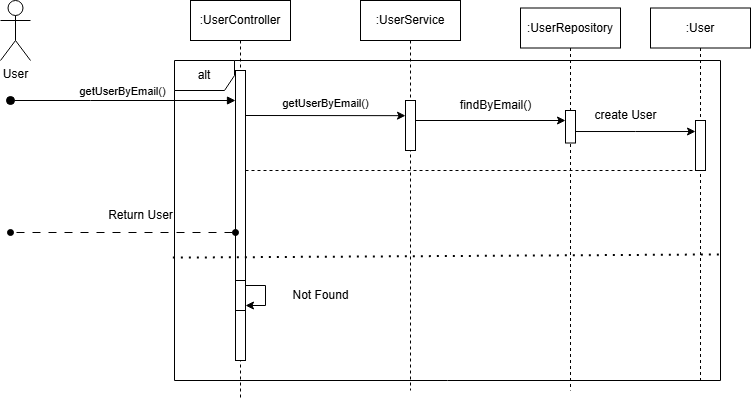 :UserController
:UserService
:UserRepository
:User
User
alt
getUserByEmail()
getUserByEmail()
findByEmail()
create User
Return User
Not Found